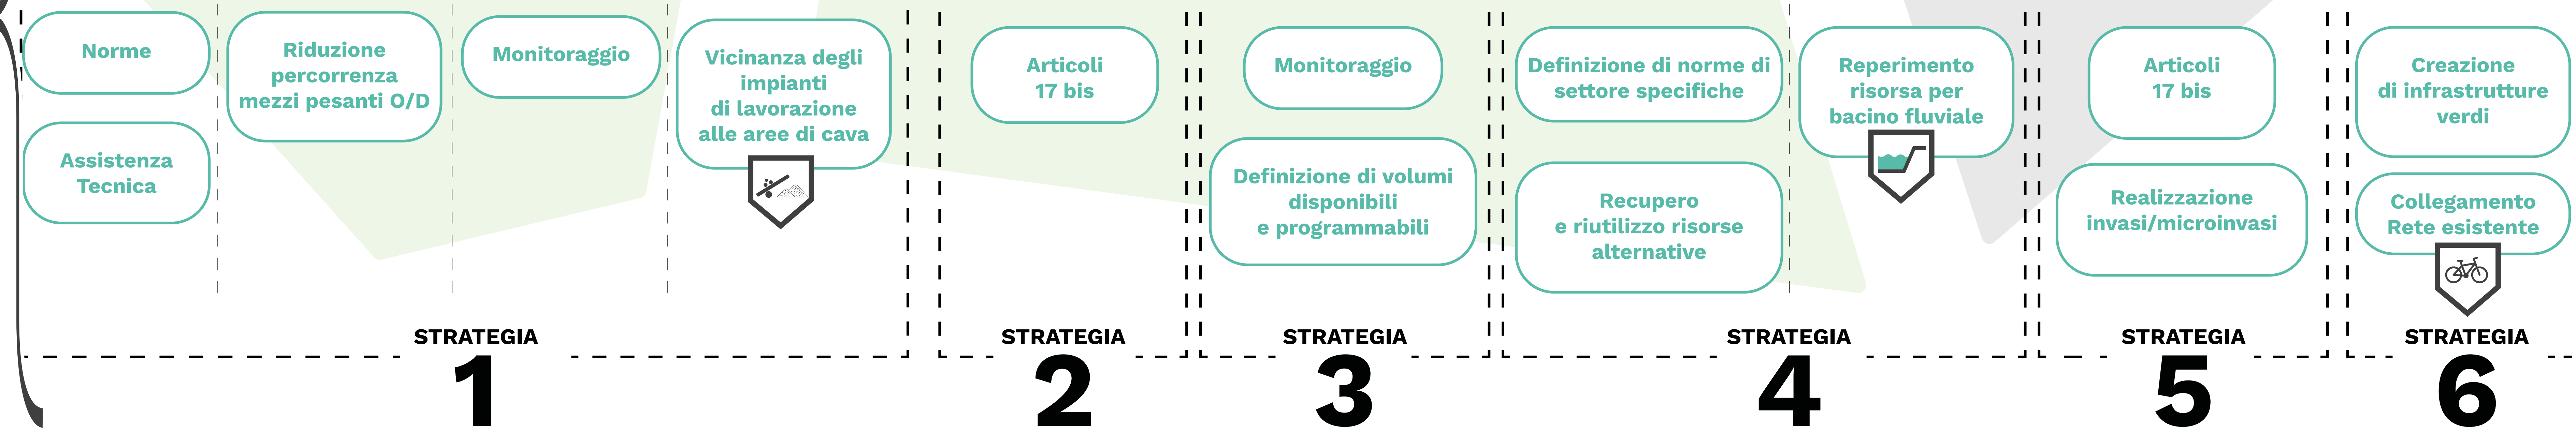 Norme
Assistenza
Tecnica
Riduzione
percorrenza
mezzi pesanti O/D
Monitoraggio
Vicinanza degli
impianti
di lavorazione
alle aree di cava
STRATEGIA
1
Articoli
17 bis
STRATEGIA
2
Monitoraggio
Definizione di volumi
disponibili
e programmabili
STRATEGIA
3
Definizione di norme di
settore specifiche
Recupero
e riutilizzo risorse
alternative
Reperimento
risorsa per
bacino fluviale
STRATEGIA
4
Articoli
17 bis
Realizzazione
invasi/microinvasi
STRATEGIA
5
Creazione
di infrastrutture
verdi
Collegamento
Rete esistente
STRATEGIA
6